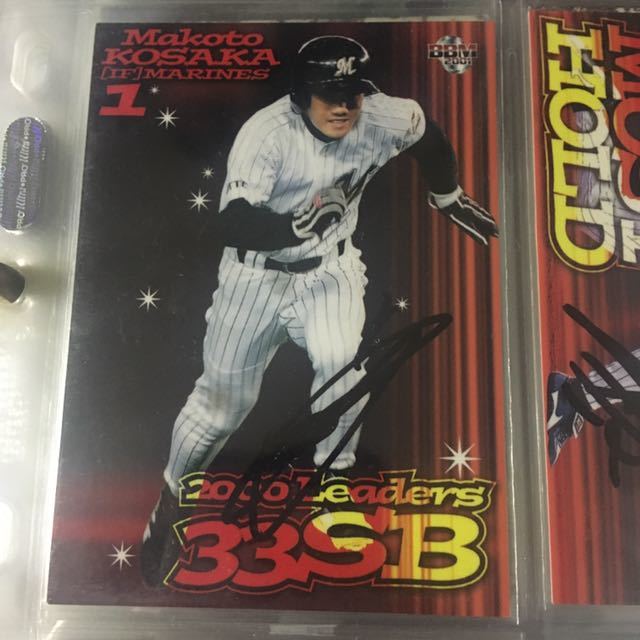 Makoto
KOSAKA
[IF] MARINES
1
BBM
2001
M
2000 Leaders
33SB
HOLD